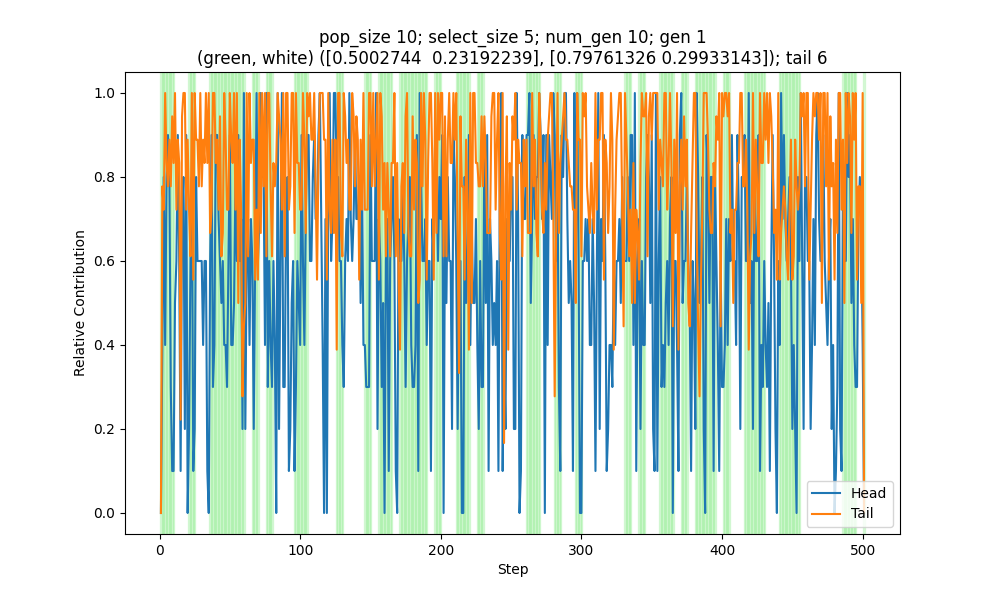 pop_size 10; select_size 5; num_gen 10; gen 1
(green, white) ([0.5002744  0.23192239], [0.79761326 0.29933143]); tail 6
Relative Contribution
1.0
0.8
0.6
0.4
0.2
0.0
Head
Tail
0 100 200 300 400 500
Step